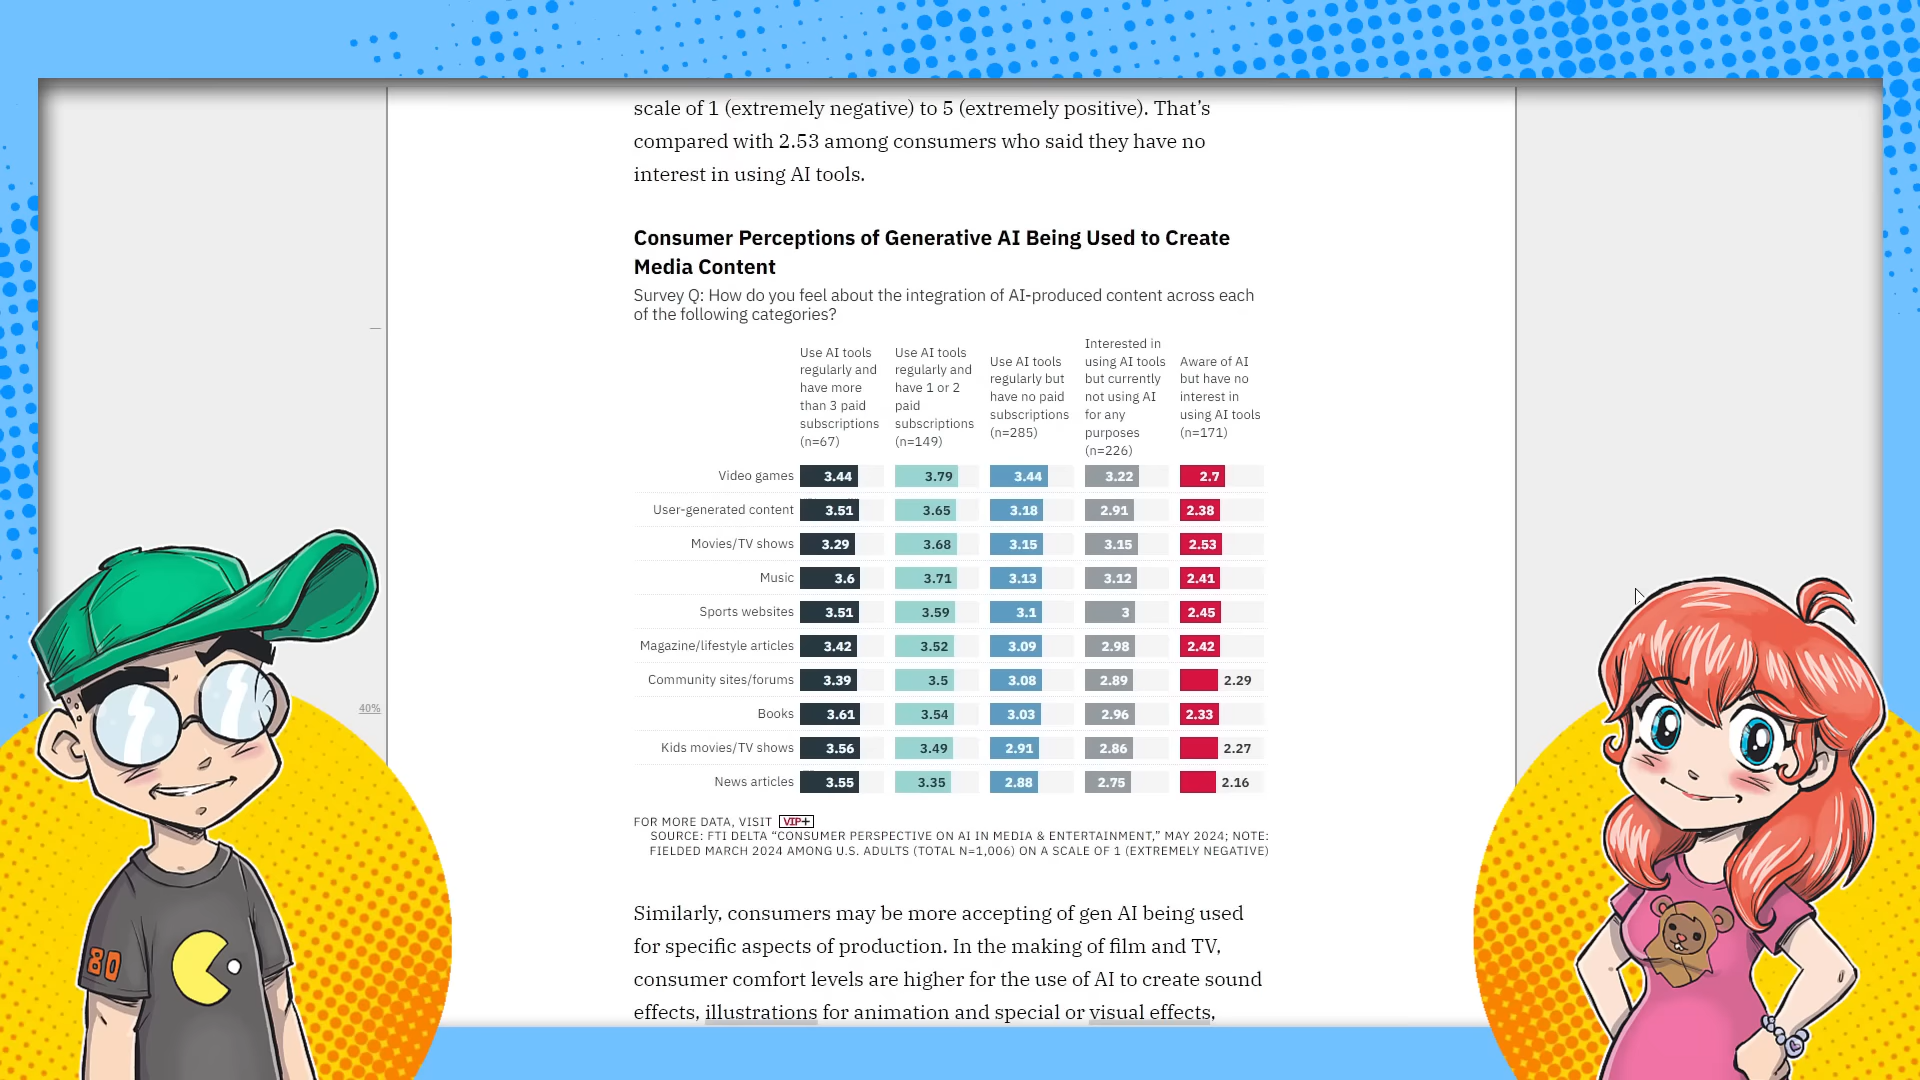 scale of 1 (extremely negative) to 5 (extremely positive). That’s
compared with 2.53 among consumers who said they have no
interest in using AI tools.
Consumer Perceptions of Generative AI Being Used to Create
Media Content
Survey Q: How do you feel about the integration of AI-produced content across each
of the following categories?
Use AI tools
regularly and
have more
than 3 paid
subscriptions
(n=67)
Use AI tools
regularly and
have 1 or 2
paid
subscriptions
(n=149)
Use AI tools
regularly but
have no paid
subscriptions
(n=285)
Interested in
using AI tools
but currently
not using AI
for any
purposes
(n=226)
Aware of AI
but have no
interest in
using AI tools
(n=171)
Video games 3.44 3.79 3.44 3.22 2.7
User-generated content 3.51 3.65 3.18 2.91 2.38
Movies/TV shows 3.29 3.68 3.15 3.15 2.53
Music 3.6 3.71 3.13 3.12 2.41
Sports websites 3.51 3.59 3.1 3 2.45
Magazine/lifestyle articles 3.42 3.52 3.09 2.98 2.42
Community sites/forums 3.39 3.5 3.08 2.89 2.29
Books 3.61 3.54 3.03 2.96 2.33
Kids movies/TV shows 3.56 3.49 2.91 2.86 2.27
News articles 3.55 3.35 2.88 2.75 2.16
FOR MORE DATA, VISIT VIP+
SOURCE: FTI DELTA “CONSUMER PERSPECTIVE ON AI IN MEDIA & ENTERTAINMENT,” MAY 2024; NOTE:
FIELDED MARCH 2024 AMONG U.S. ADULTS (TOTAL N=1,006) ON A SCALE OF 1 (EXTREMELY NEGATIVE)
Similarly, consumers may be more accepting of gen AI being used
for specific aspects of production. In the making of film and TV,
consumer comfort levels are higher for the use of AI to create sound
effects, illustrations for animation and special or visual effects,
40%
80